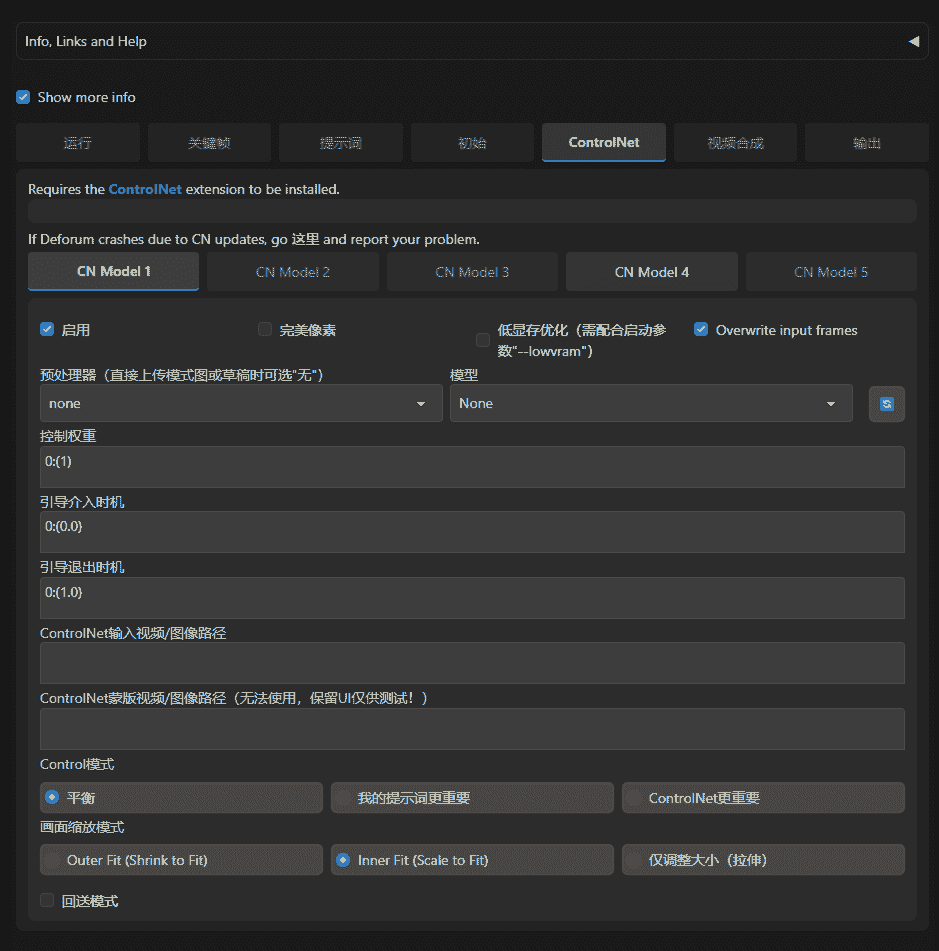 Info, Links and Help
Show more info
运行 关键帧 提示词 初始 ControlNet 视频合成 输出
Requires the ControlNet extension to be installed.
If Deforum crashes due to CN updates, go 这里 and report your problem.
CN Model 1 CN Model 2 CN Model 3 CN Model 4 CN Model 5
启用 完美像素 低显存优化（需配合启动参 Overwrite input frames
数"--lowvram"）
预处理器（直接上传模式图或草稿时可选"无"） 模型
none None
控制权重
0:(1)
引导介入时机
0:(0.0)
引导退出时机
0:(1.0)
ControlNet输入视频/图像路径
ControlNet蒙版视频/图像路径（无法使用，保留UI仅供测试！）
Control模式
平衡 我的提示词更重要 ControlNet更重要
画面缩放模式
Outer Fit (Shrink to Fit) Inner Fit (Scale to Fit) 仅调整大小（拉伸）
回送模式